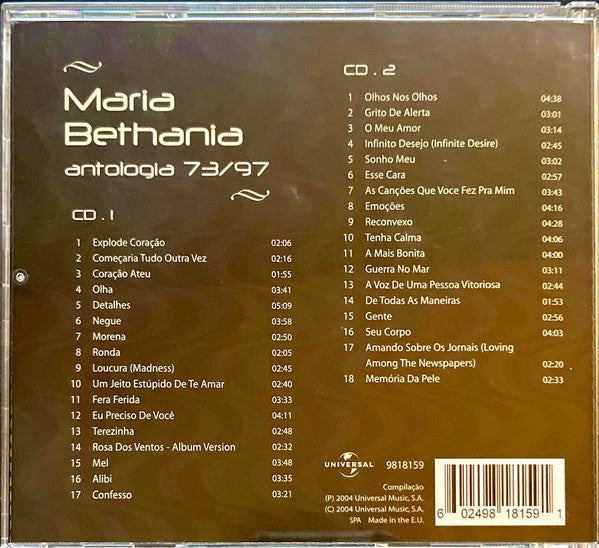 Maria
Bethania
antologia 73/97
CD . 1
1 Explode Coração 02:06
2 Começaria Tudo Outra Vez 02:16
3 Coração Ateu 01:55
4 Olha 03:41
5 Detalhes 05:09
6 Negue 03:58
7 Morena 02:50
8 Ronda 02:05
9 Loucura (Madness) 02:45
10 Um Jeito Estúpido De Te Amar 02:40
11 Fera Ferida 03:33
12 Eu Preciso De Você 04:11
13 Terezinha 02:48
14 Rosa Dos Ventos - Album Version 02:32
15 Mel 03:48
16 Alibi 03:35
17 Confesso 03:21
CD . 2
1 Olhos Nos Olhos 04:38
2 Grito De Alerta 03:01
3 O Meu Amor 03:14
4 Infinito Desejo (Infinite Desire) 02:45
5 Sonho Meu 03:02
6 Esse Cara 02:57
7 As Canções Que Voce Fez Pra Mim 03:43
8 Emoções 04:16
9 Reconvexo 04:28
10 Tenha Calma 04:06
11 A Mais Bonita 04:00
12 Guerra No Mar 03:11
13 A Voz De Uma Pessoa Vitoriosa 02:44
14 De Todas As Maneiras 01:53
15 Gente 02:56
16 Seu Corpo 04:03
17 Amando Sobre Os Jornais (Loving
Among The Newspapers) 02:20
18 Memória Da Pele 02:33
UNIVERSAL 9818159
Compilação
(P) 2004 Universal Music, S.A.
(C) 2004 Universal Music, S.A.
SPA Made in the E.U.
6 02498 18159 1